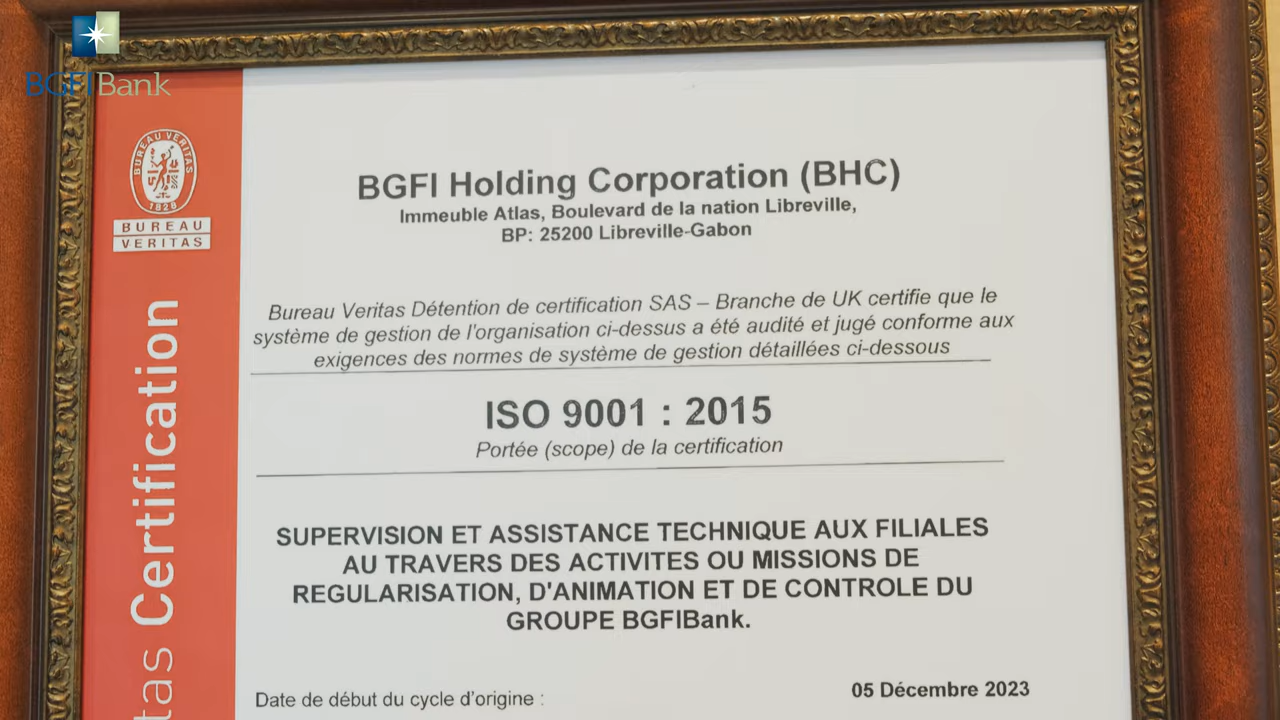 BGFIBank
BUREAU VERITAS
1828
BUREAU
VERITAS
Certification
BGFI Holding Corporation (BHC)
Immeuble Atlas, Boulevard de la nation Libreville,
BP: 25200 Libreville-Gabon
Bureau Veritas Détention de certification SAS – Branche de UK certifie que le
système de gestion de l'organisation ci-dessus a été audité et jugé conforme aux
exigences des normes de système de gestion détaillées ci-dessous
ISO 9001 : 2015
Portée (scope) de la certification
SUPERVISION ET ASSISTANCE TECHNIQUE AUX FILIALES
AU TRAVERS DES ACTIVITES OU MISSIONS DE
REGULARISATION, D'ANIMATION ET DE CONTROLE DU
GROUPE BGFIBank.
Date de début du cycle d'origine : 05 Décembre 2023